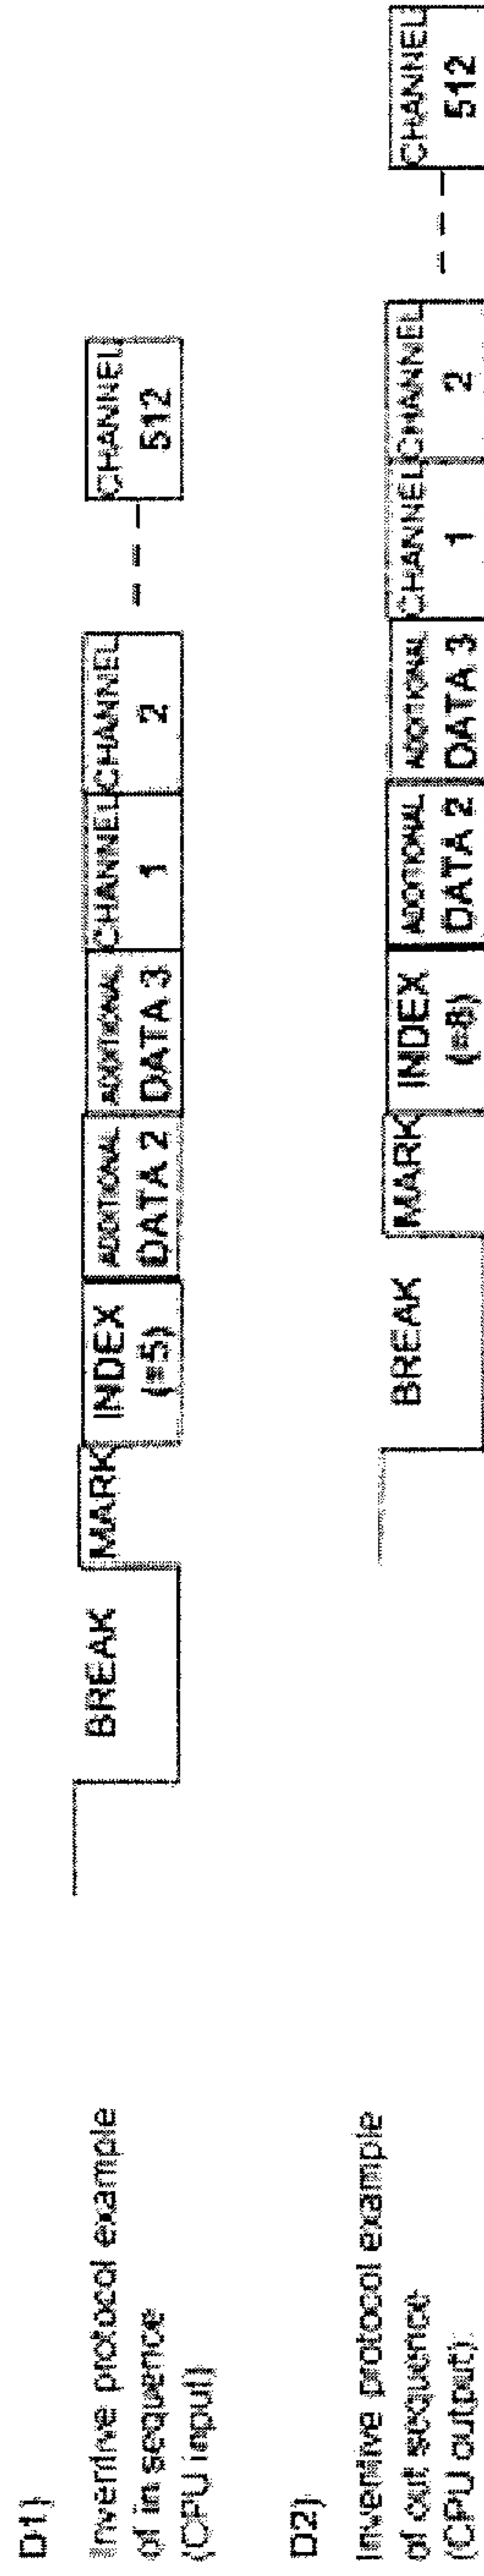 D1)
Inventive protocol example
of in sequence
(CPU input)
BREAK
MARK
INDEX
(=5)
ADDITIONAL
DATA 2
ADDITIONAL
DATA 3
CHANNEL
1
CHANNEL
2
CHANNEL
512
D2)
Inventive protocol example
of out sequence
(CPU output)
BREAK
MARK
INDEX
(=8)
ADDITIONAL
DATA 2
ADDITIONAL
DATA 3
CHANNEL
1
CHANNEL
2
CHANNEL
512